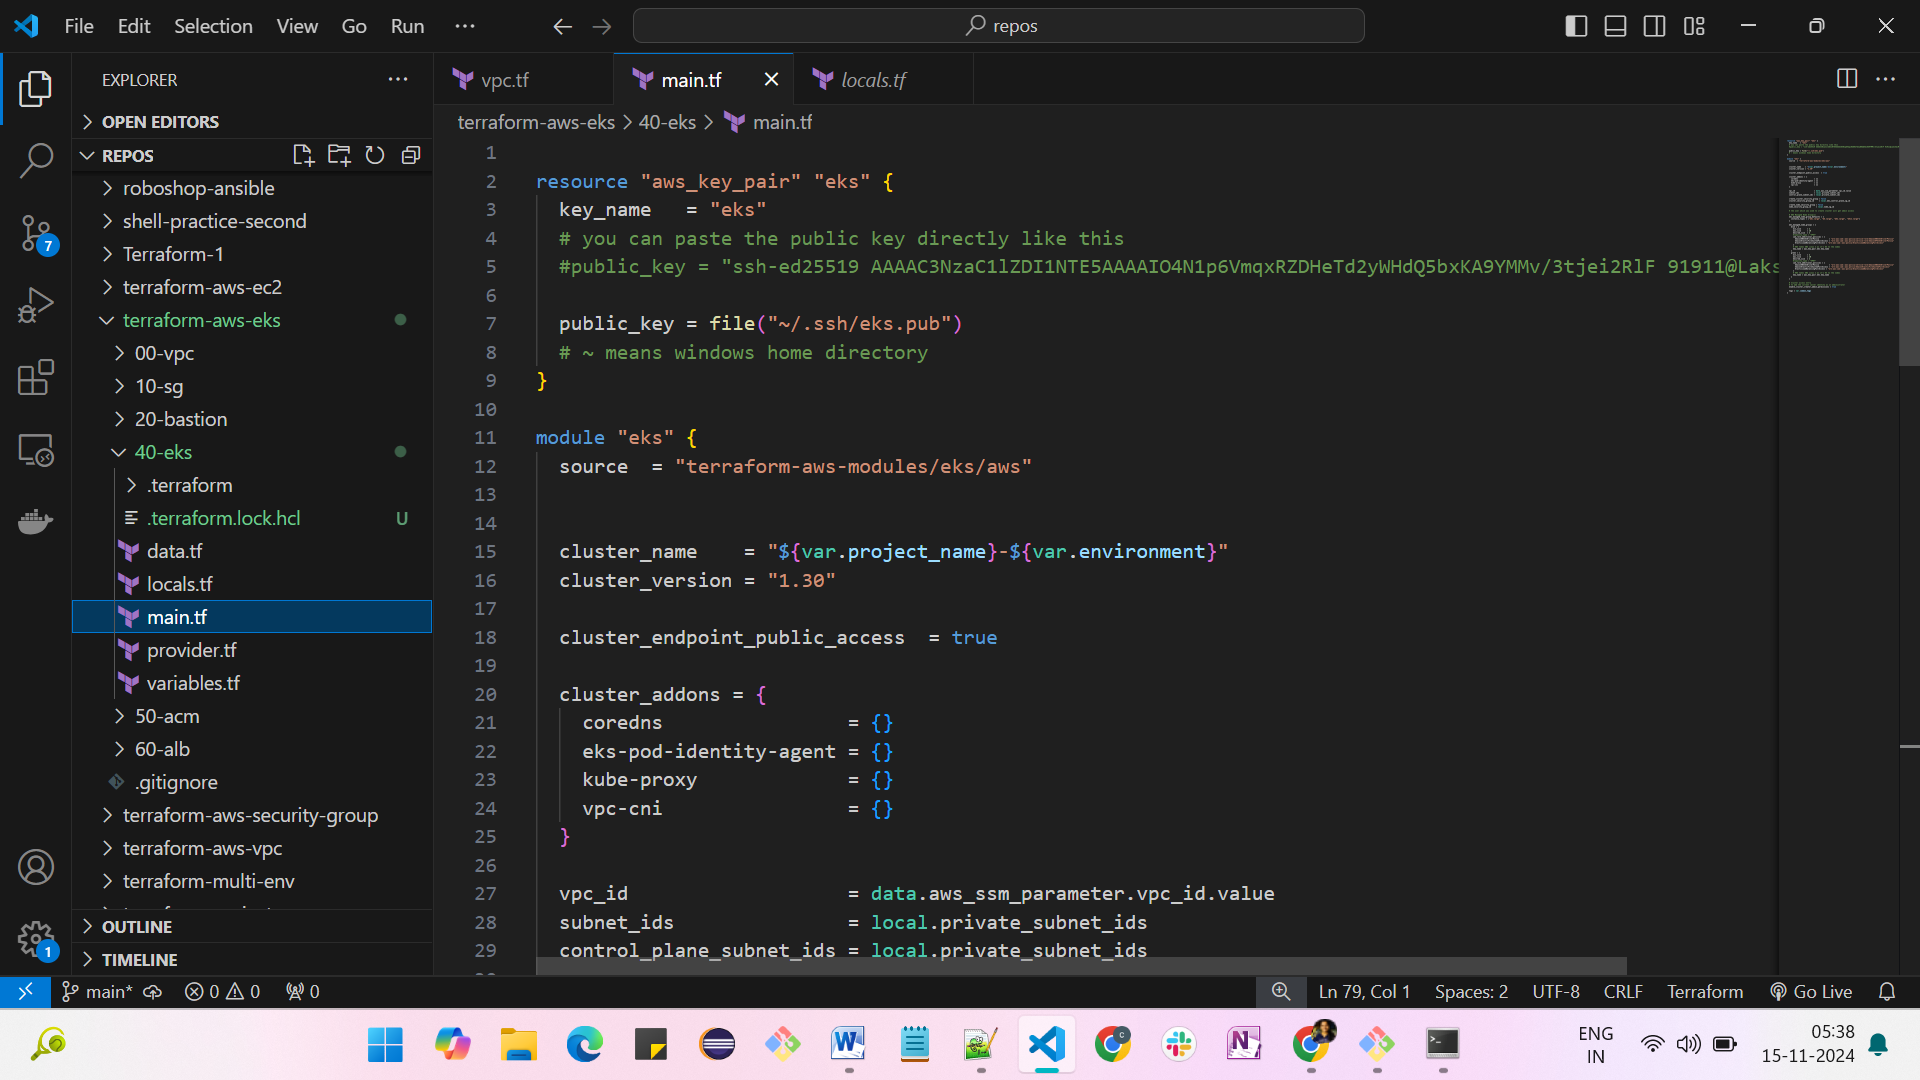 File Edit Selection View Go Run ··· repos
EXPLORER ···
OPEN EDITORS
REPOS
roboshop-ansible
shell-practice-second
Terraform-1
terraform-aws-ec2
terraform-aws-eks
00-vpc
10-sg
20-bastion
40-eks
.terraform
.terraform.lock.hcl U
data.tf
locals.tf
main.tf
provider.tf
variables.tf
50-acm
60-alb
.gitignore
terraform-aws-security-group
terraform-aws-vpc
terraform-multi-env
OUTLINE
TIMELINE
7
1
vpc.tf main.tf locals.tf
terraform-aws-eks > 40-eks > main.tf
1
2 resource "aws_key_pair" "eks" {
3 key_name = "eks"
4 # you can paste the public key directly like this
5 #public_key = "ssh-ed25519 AAAAC3NzaC1lZDI1NTE5AAAAIO4N1p6VmqxRZDHeTd2yWHdQ5bxKA9YMMv/3tjei2RlF 91911@Laks
6
7 public_key = file("~/.ssh/eks.pub")
8 # ~ means windows home directory
9 }
10
11 module "eks" {
12 source = "terraform-aws-modules/eks/aws"
13
14
15 cluster_name = "${var.project_name}-${var.environment}"
16 cluster_version = "1.30"
17
18 cluster_endpoint_public_access = true
19
20 cluster_addons = {
21 coredns = {}
22 eks-pod-identity-agent = {}
23 kube-proxy = {}
24 vpc-cni = {}
25 }
26
27 vpc_id = data.aws_ssm_parameter.vpc_id.value
28 subnet_ids = local.private_subnet_ids
29 control_plane_subnet_ids = local.private_subnet_ids
main* 0 0 0 Ln 79, Col 1 Spaces: 2 UTF-8 CRLF Terraform Go Live
ENG
IN
05:38
15-11-2024